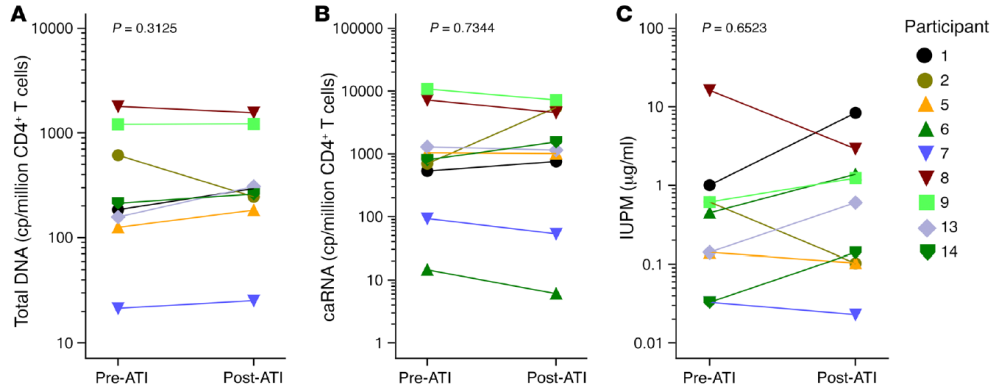 A
P = 0.3125
Total DNA (cp/million CD4⁺ T cells)
10000
1000
100
10
Pre-ATI
Post-ATI
B
P = 0.7344
caRNA (cp/million CD4⁺ T cells)
100000
10000
1000
100
10
1
Pre-ATI
Post-ATI
C
P = 0.6523
IUPM (µg/ml)
100
10
1
0.1
0.01
Pre-ATI
Post-ATI
Participant
1
2
5
6
7
8
9
13
14